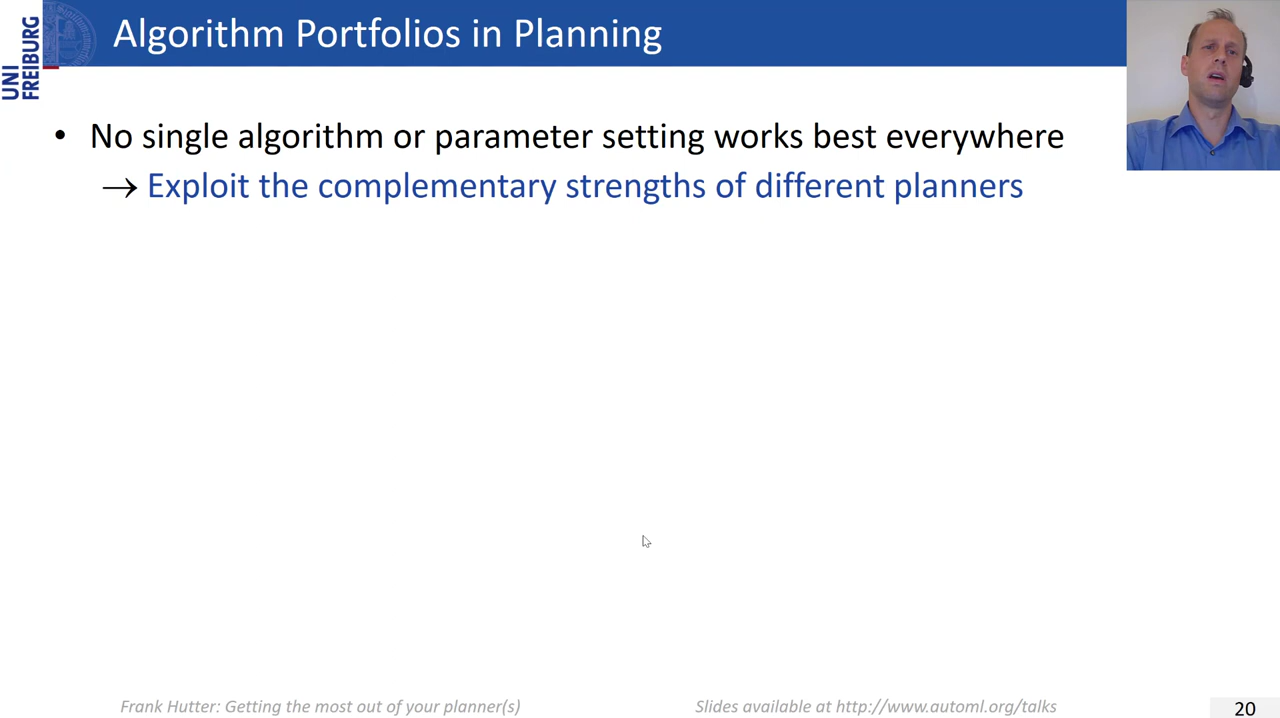 UNI
FREIBURG
Algorithm Portfolios in Planning
• No single algorithm or parameter setting works best everywhere
→ Exploit the complementary strengths of different planners
Frank Hutter: Getting the most out of your planner(s)
Slides available at http://www.automl.org/talks
20